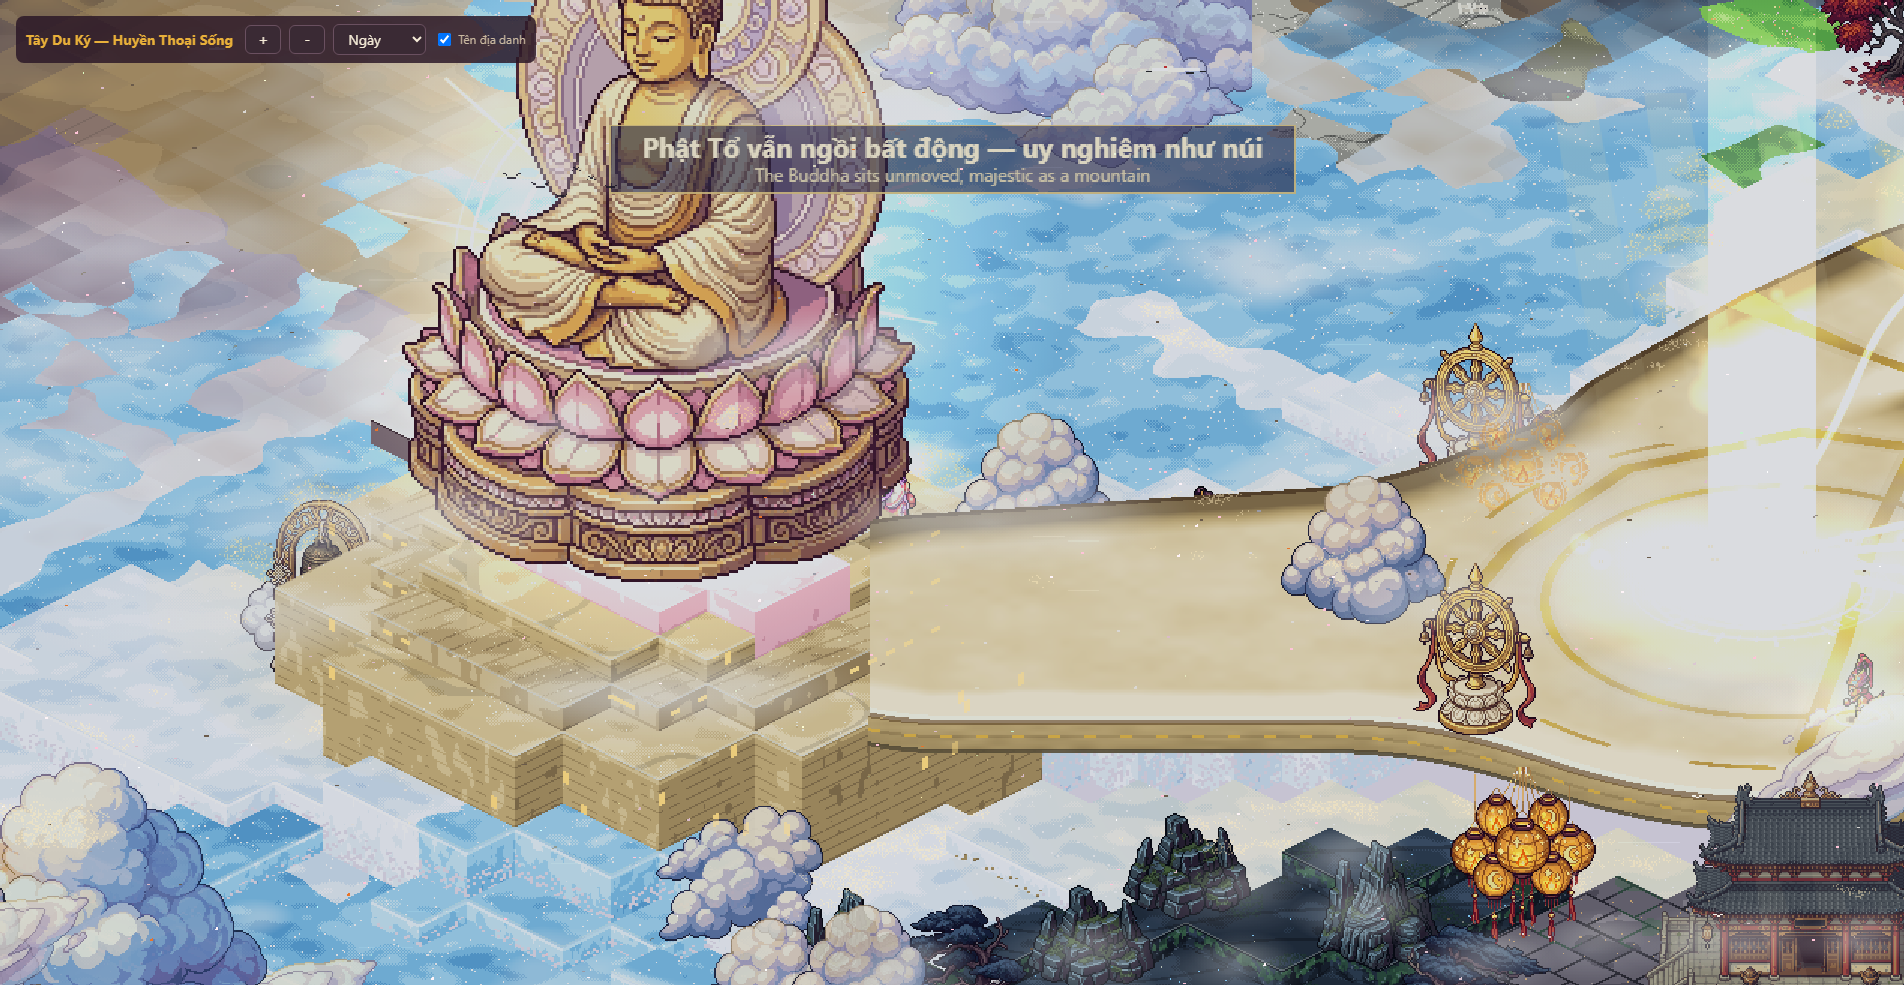 Tây Du Ký — Huyền Thoại Sống + - Ngày Tên địa danh
Phật Tổ vẫn ngồi bất động — uy nghiêm như núi
The Buddha sits unmoved, majestic as a mountain